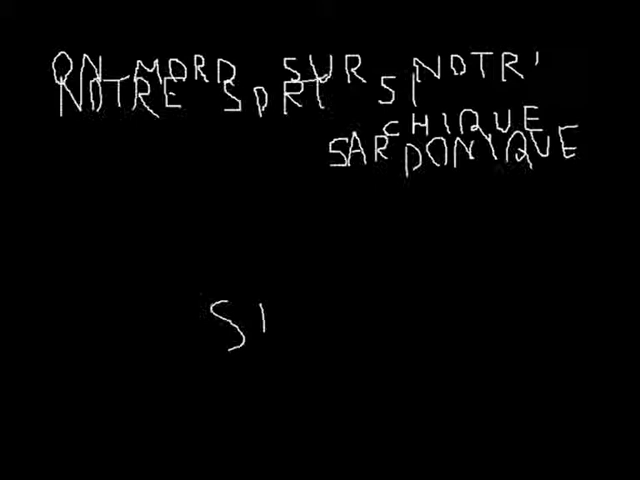 ON MORD SUR NOTR'
NOTRE SORT SI
CHIQUE
SARDONIQUE
SI